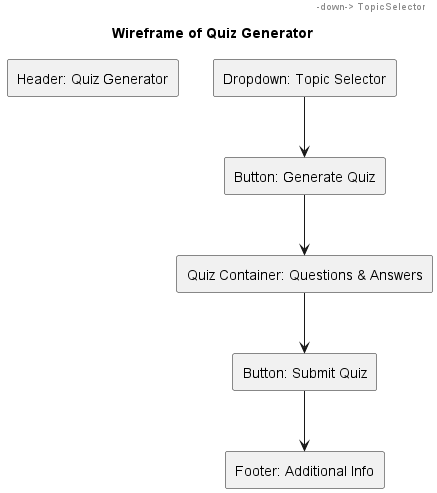 -down-> TopicSelector
Wireframe of Quiz Generator
Header: Quiz Generator
Dropdown: Topic Selector
Button: Generate Quiz
Quiz Container: Questions & Answers
Button: Submit Quiz
Footer: Additional Info